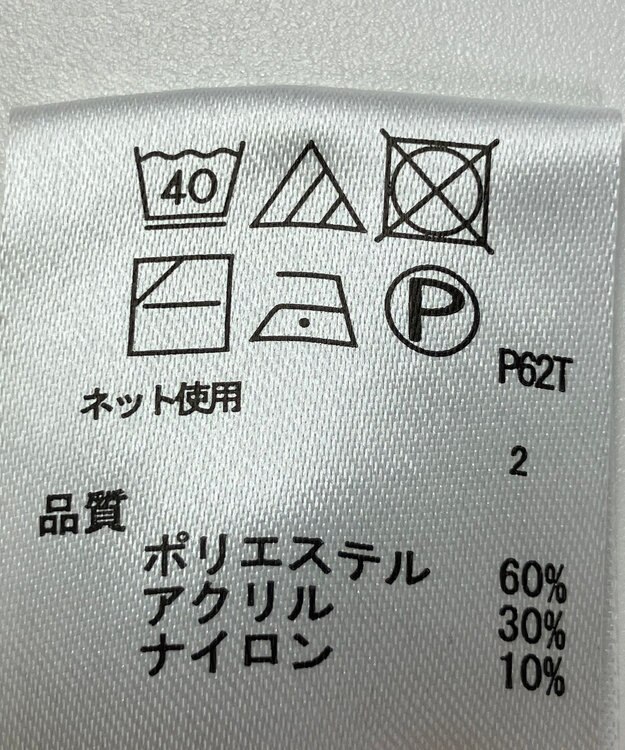 40
P
P62T
ネット使用
2
品質
ポリエステル 60%
アクリル 30%
ナイロン 10%